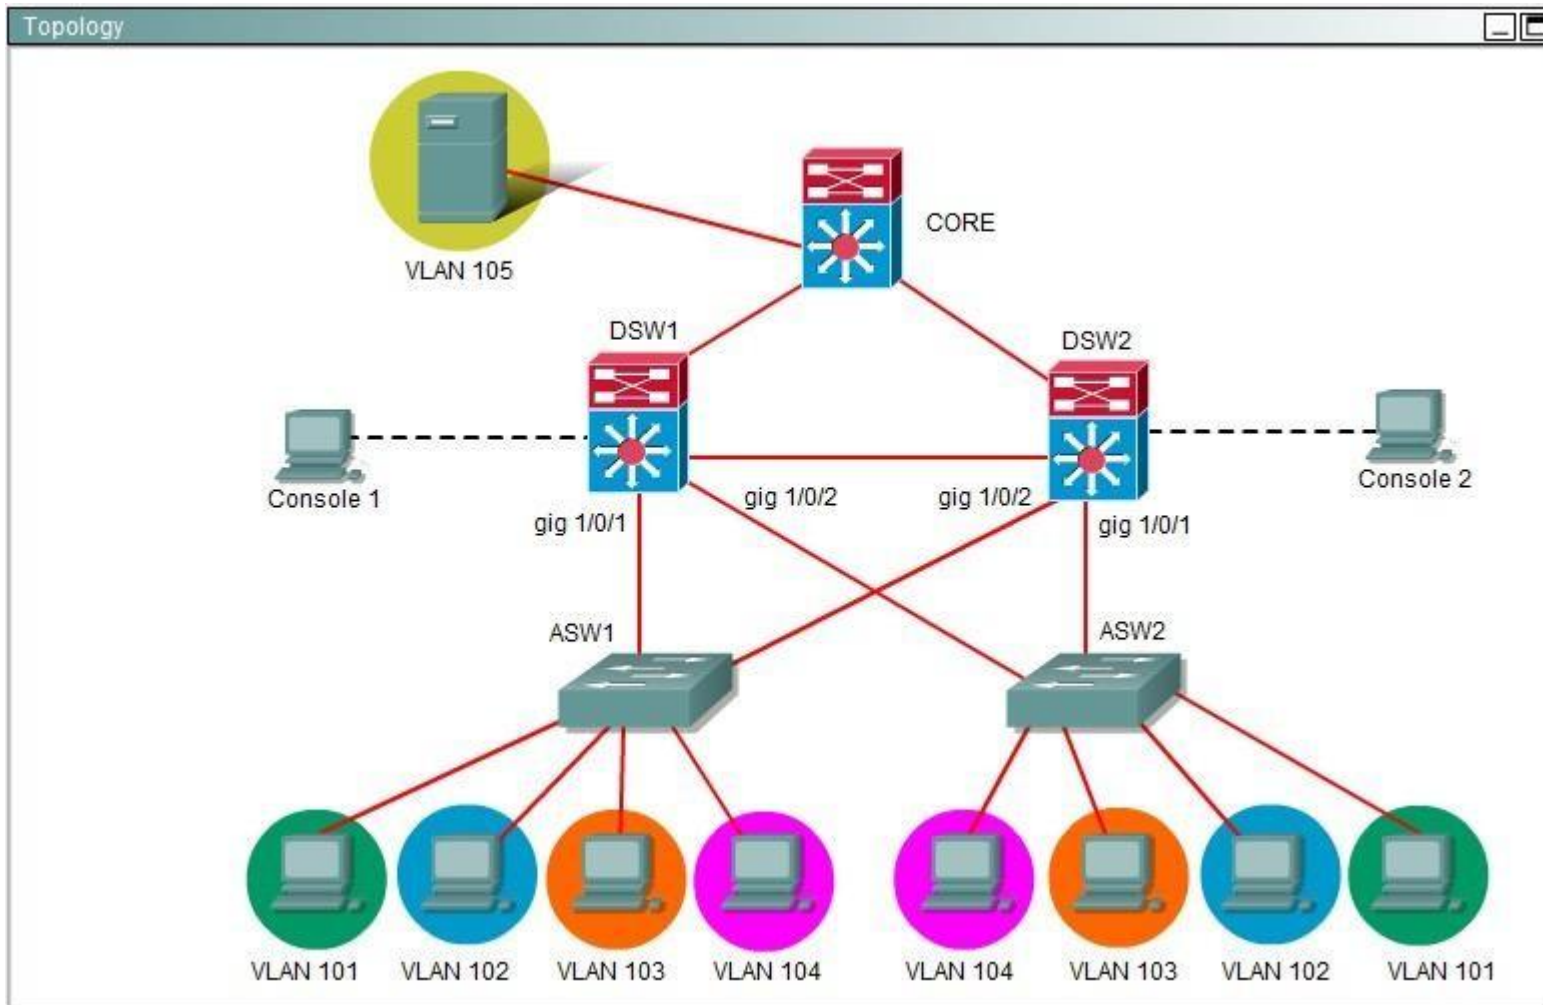 Topology
CORE
VLAN 105
DSW1
DSW2
Console 1
Console 2
gig 1/0/2
gig 1/0/2
gig 1/0/1
gig 1/0/1
ASW1
ASW2
VLAN 101
VLAN 102
VLAN 103
VLAN 104
VLAN 104
VLAN 103
VLAN 102
VLAN 101